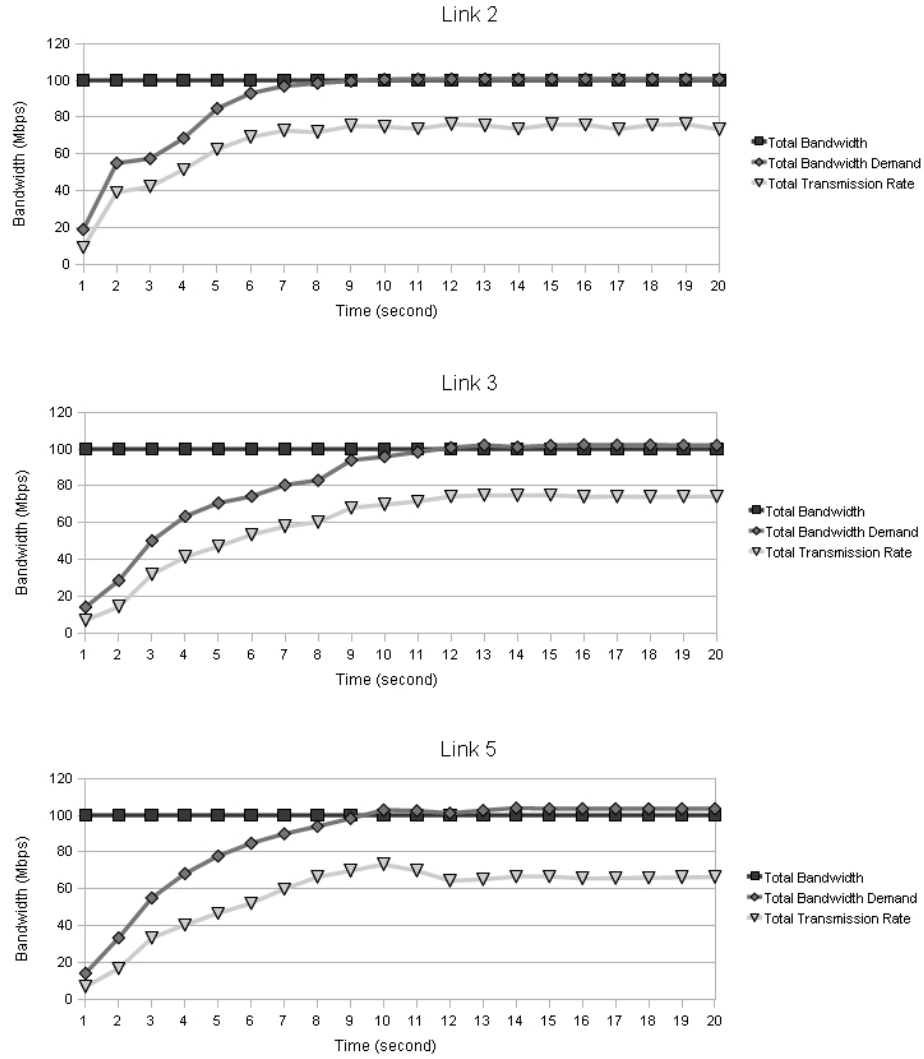 Link 2
120
100
80
60
40
20
0
Bandwidth (Mbps)
1 2 3 4 5 6 7 8 9 10 11 12 13 14 15 16 17 18 19 20
Time (second)
Total Bandwidth
Total Bandwidth Demand
Total Transmission Rate
Link 3
120
100
80
60
40
20
0
Bandwidth (Mbps)
1 2 3 4 5 6 7 8 9 10 11 12 13 14 15 16 17 18 19 20
Time (second)
Total Bandwidth
Total Bandwidth Demand
Total Transmission Rate
Link 5
120
100
80
60
40
20
0
Bandwidth (Mbps)
1 2 3 4 5 6 7 8 9 10 11 12 13 14 15 16 17 18 19 20
Time (second)
Total Bandwidth
Total Bandwidth Demand
Total Transmission Rate